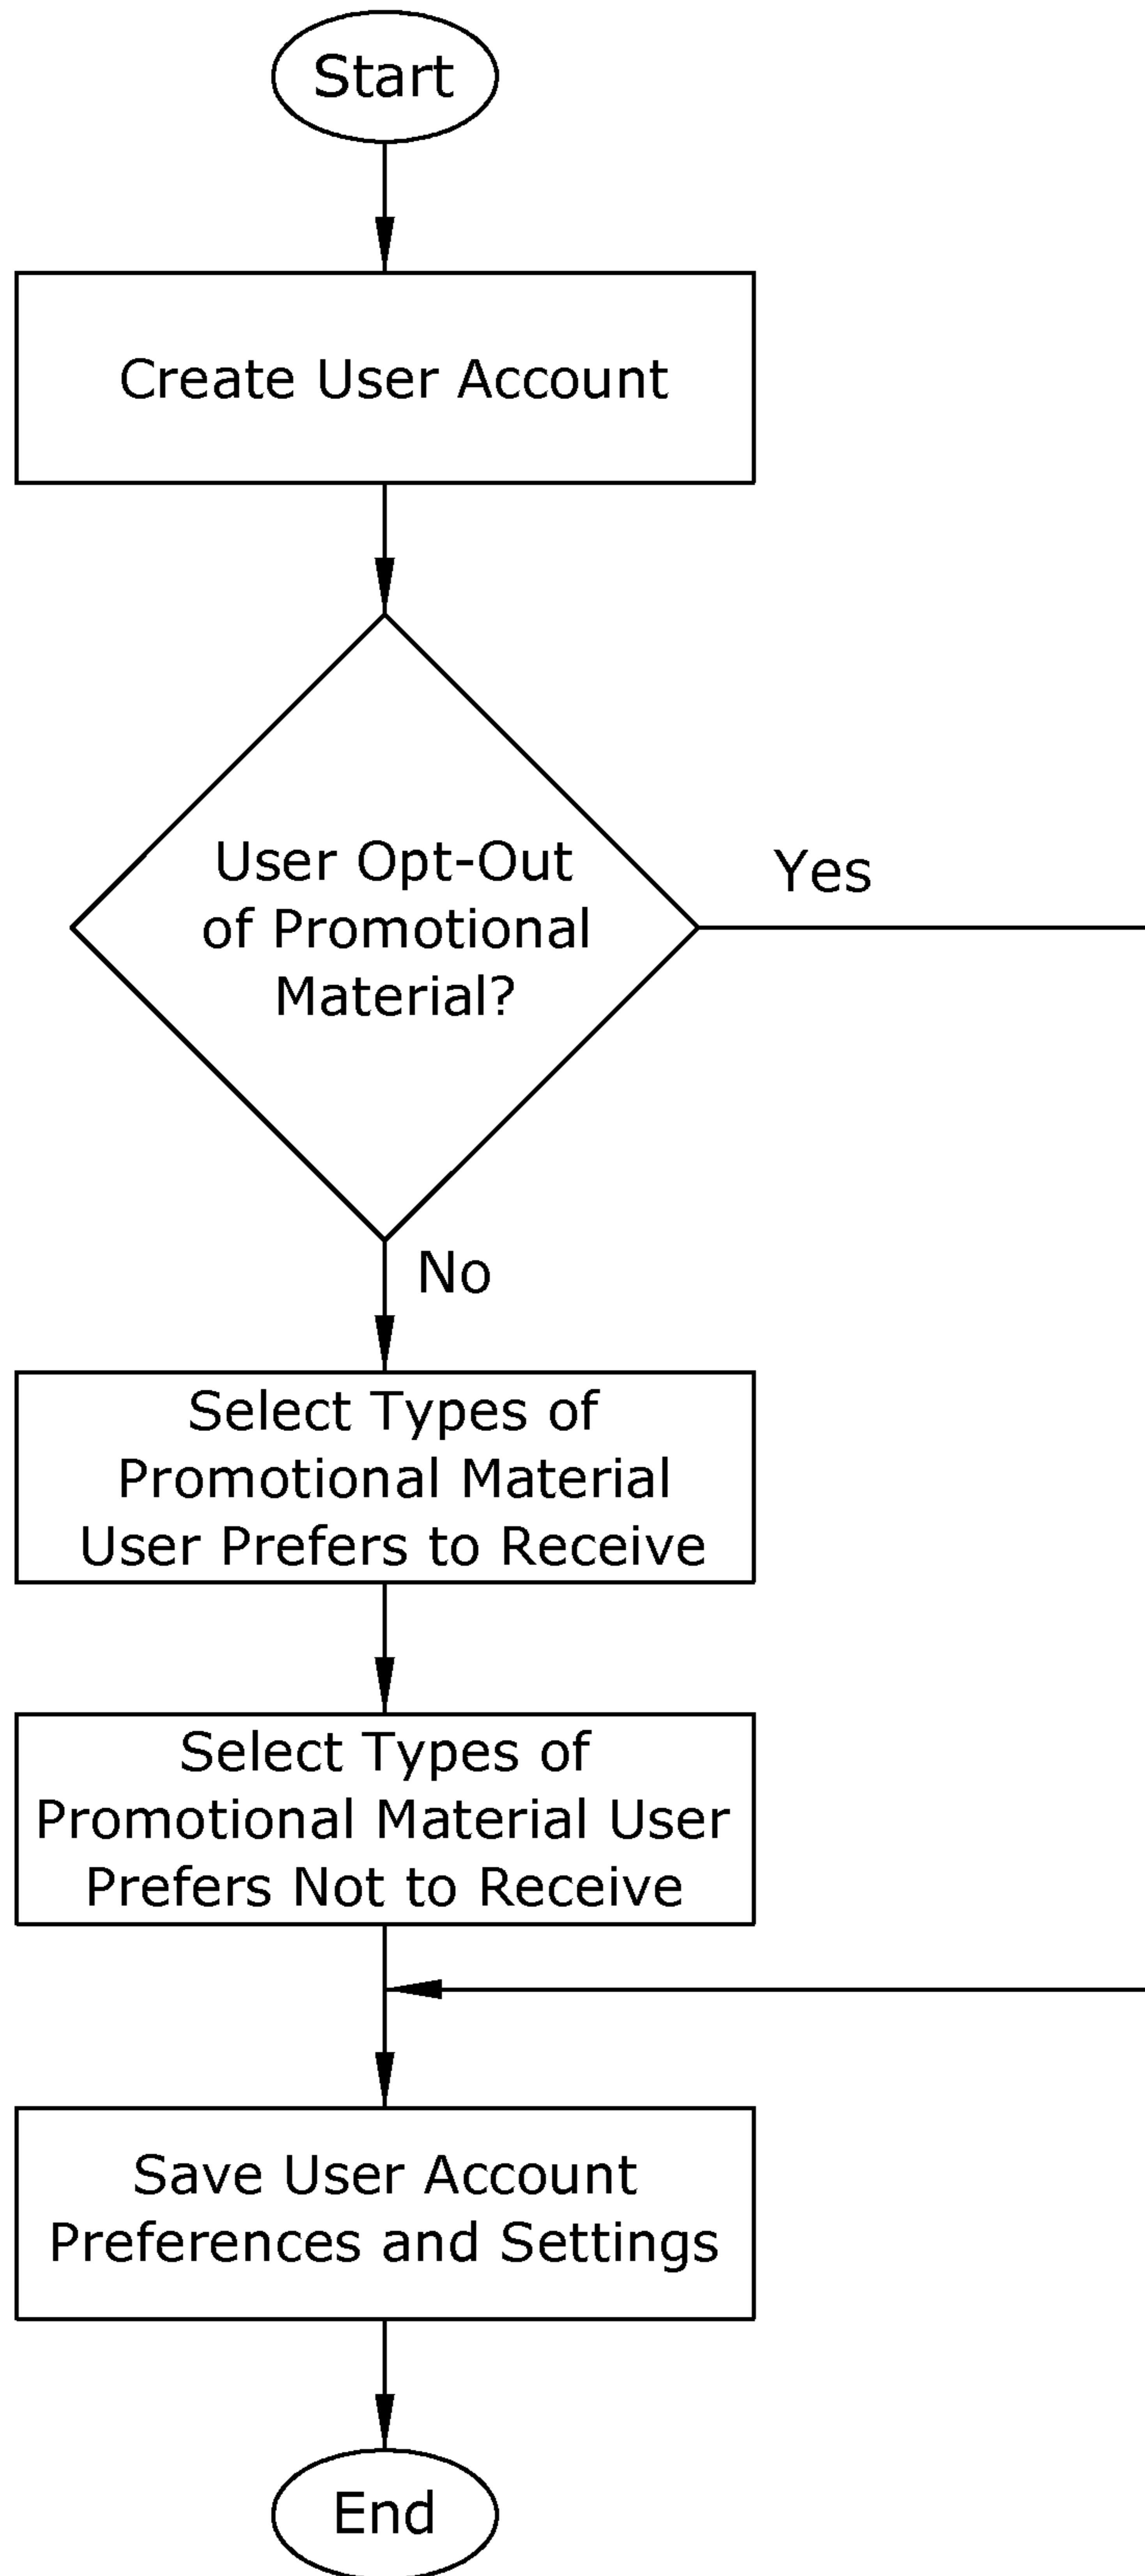 Start
Create User Account
User Opt-Out
of Promotional
Material?
Yes
No
Select Types of
Promotional Material
User Prefers to Receive
Select Types of
Promotional Material User
Prefers Not to Receive
Save User Account
Preferences and Settings
End